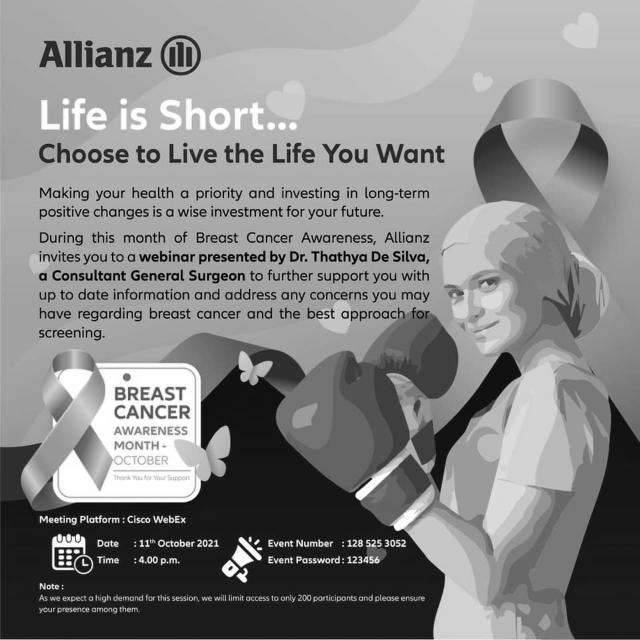 Allianz
Life is Short...
Choose to Live the Life You Want
Making your health a priority and investing in long-term
positive changes is a wise investment for your future.
During this month of Breast Cancer Awareness, Allianz
invites you to a webinar presented by Dr. Thathya De Silva,
a Consultant General Surgeon to further support you with
up to date information and address any concerns you may
have regarding breast cancer and the best approach for
screening.
BREAST
CANCER
AWARENESS
MONTH -
OCTOBER
Thank You for Your Support
Meeting Platform : Cisco WebEx
Date : 11th October 2021
Time : 4.00 p.m.
Event Number : 128 525 3052
Event Password : 123456
Note :
As we expect a high demand for this session, we will limit access to only 200 participants and please ensure
your presence among them.